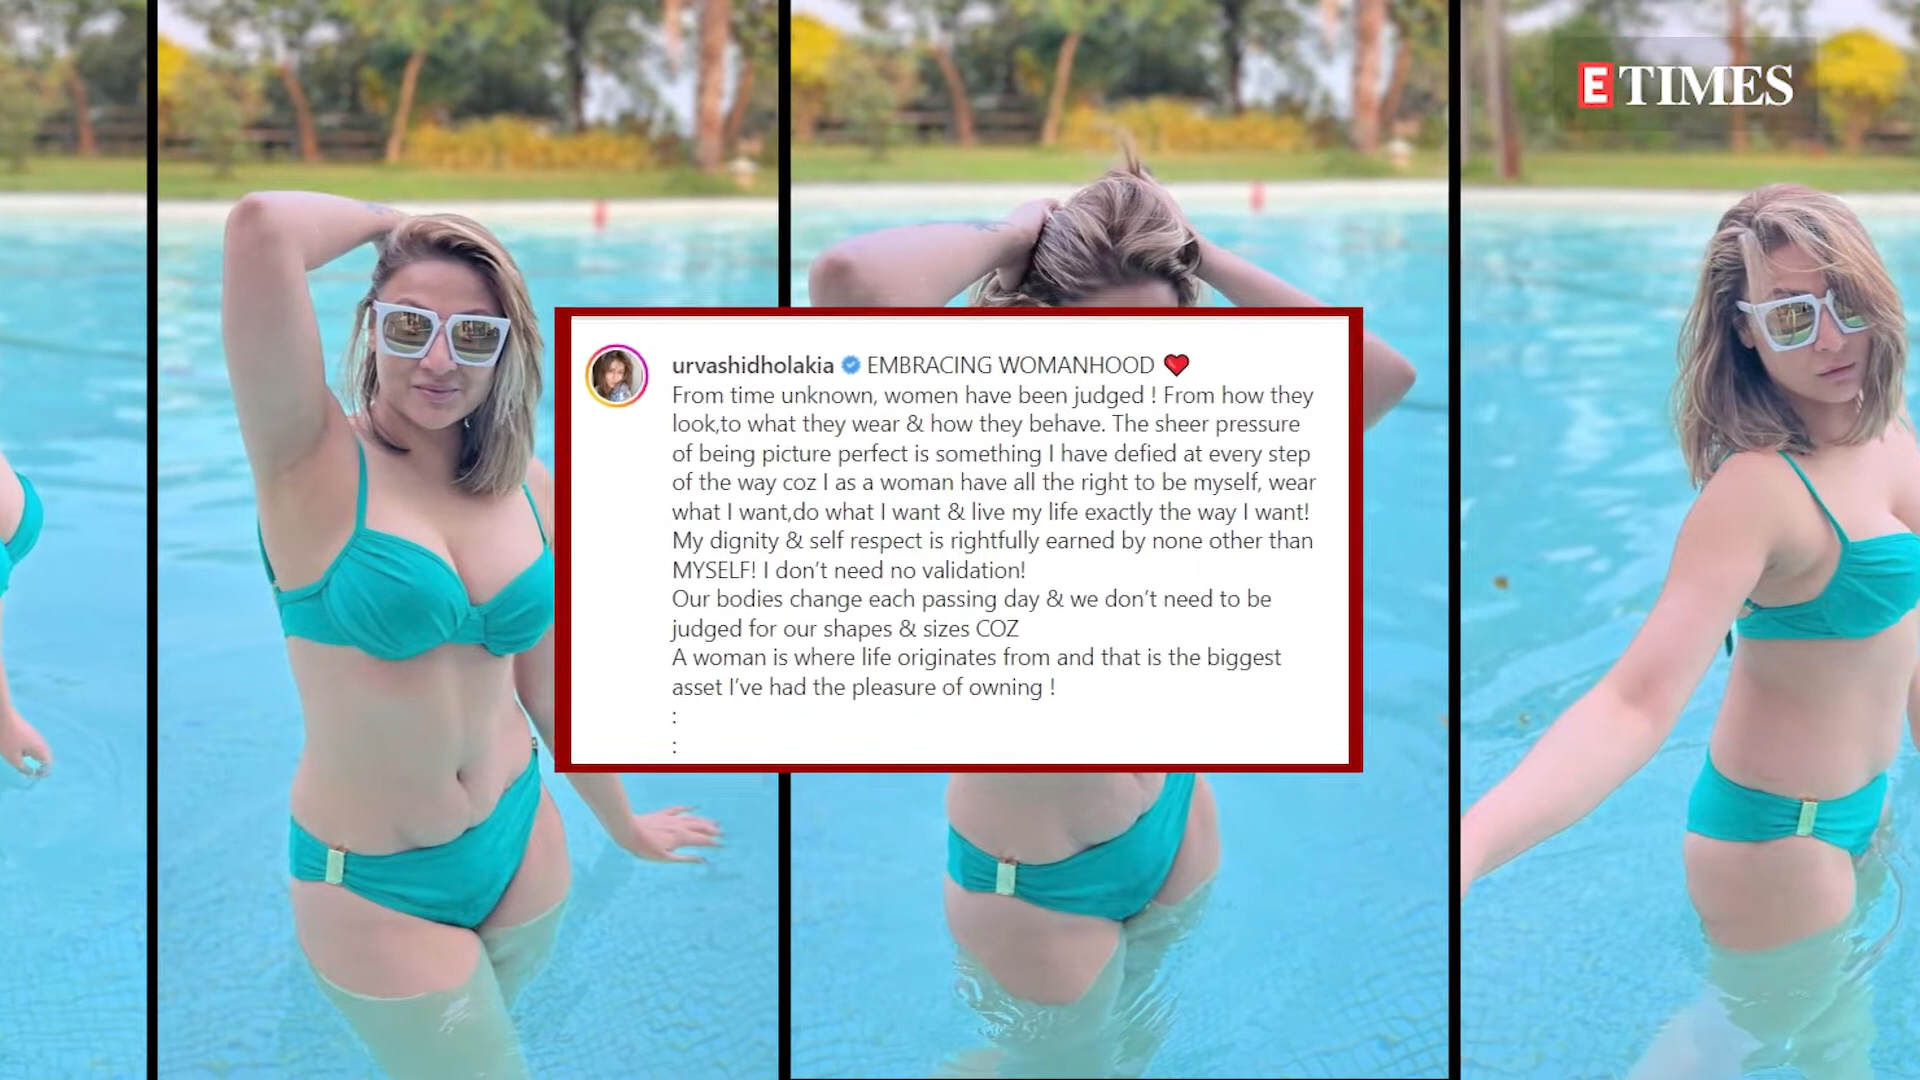 ETIMES
urvashidholakia EMBRACING WOMANHOOD ❤️
From time unknown, women have been judged ! From how they
look,to what they wear & how they behave. The sheer pressure
of being picture perfect is something I have defied at every step
of the way coz I as a woman have all the right to be myself, wear
what I want,do what I want & live my life exactly the way I want!
My dignity & self respect is rightfully earned by none other than
MYSELF! I don’t need no validation!
Our bodies change each passing day & we don’t need to be
judged for our shapes & sizes COZ
A woman is where life originates from and that is the biggest
asset I’ve had the pleasure of owning !
:
: